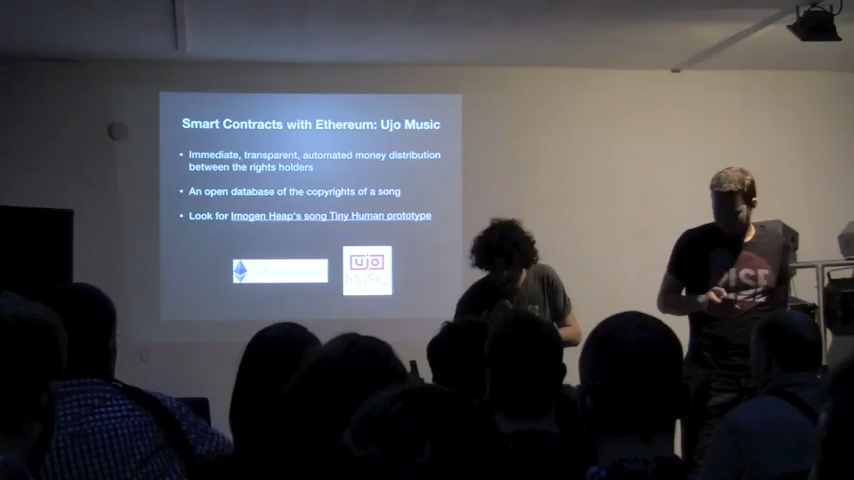 Smart Contracts with Ethereum: Ujo Music
• Immediate, transparent, automated money distribution
between the rights holders
• An open database of the copyrights of a song
• Look for Imogen Heap's song Tiny Human prototype
ujo
MUSIC